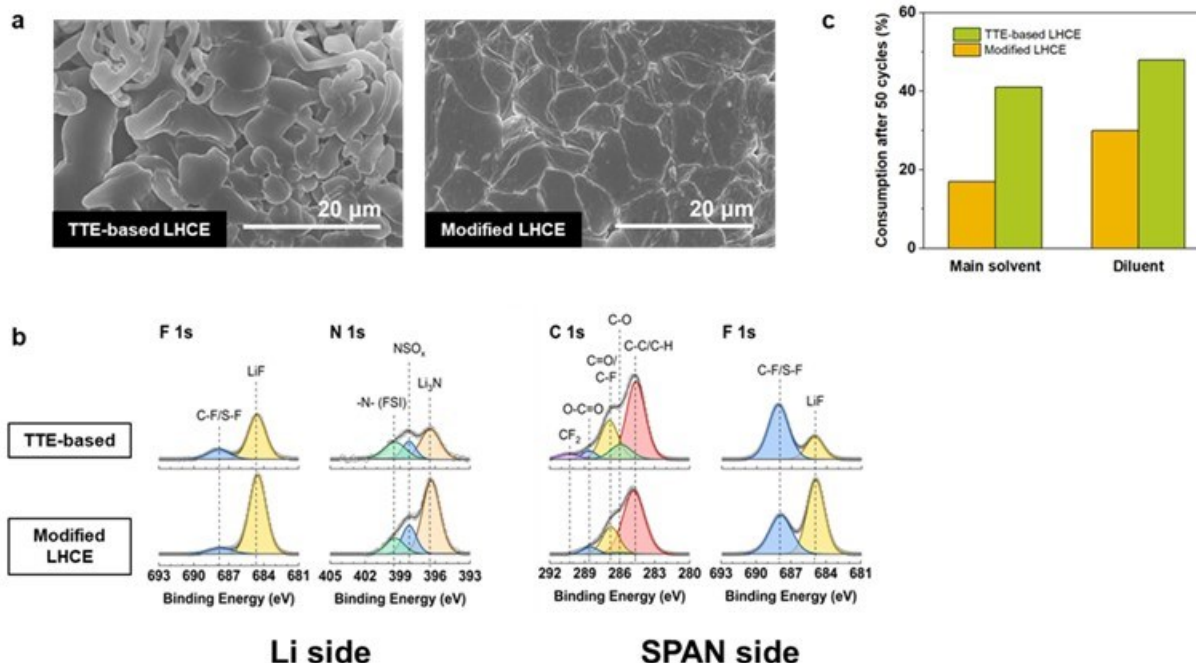 a
TTE-based LHCE
20 µm
Modified LHCE
20 µm
c
Consumption after 50 cycles (%)
60
40
20
0
TTE-based LHCE
Modified LHCE
Main solvent
Diluent
b
TTE-based
Modified
LHCE
F 1s
LiF
C-F/S-F
693 690 687 684 681
Binding Energy (eV)
N 1s
NSOₓ
Li₃N
-N- (FSI)
405 402 399 396 393
Binding Energy (eV)
Li side
C 1s
C-O
C-C/C-H
C=O/
C-F
O-C=O
CF₂
292 289 286 283 280
Binding Energy (eV)
F 1s
C-F/S-F
LiF
693 690 687 684 681
Binding Energy (eV)
SPAN side